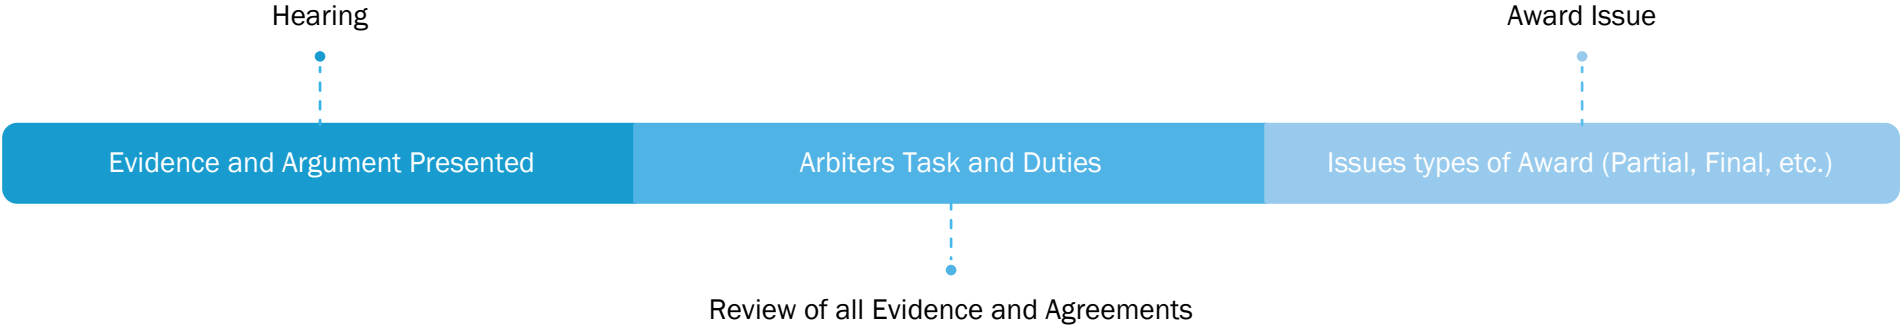 Hearing
Award Issue
Evidence and Argument Presented
Arbiters Task and Duties
Issues types of Award (Partial, Final, etc.)
Review of all Evidence and Agreements